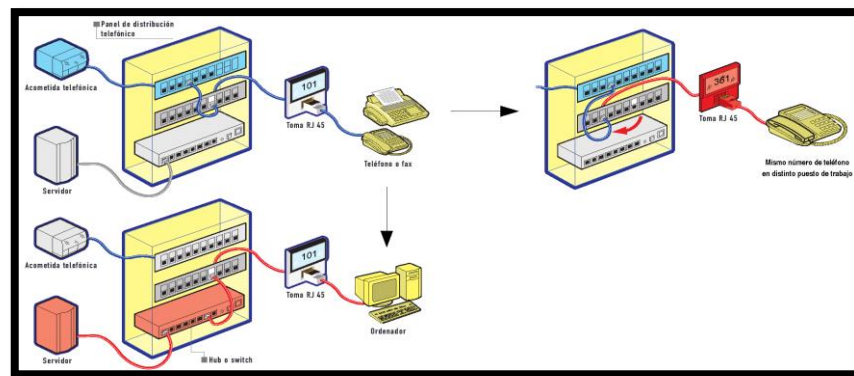 Panel de distribución
telefónico
Acometida telefónica
101
Toma RJ 45
Teléfono o fax
Servidor
361
Toma RJ 45
Mismo número de teléfono
en distinto puesto de trabajo
Acometida telefónica
101
Toma RJ 45
Ordenador
Servidor
Hub o switch